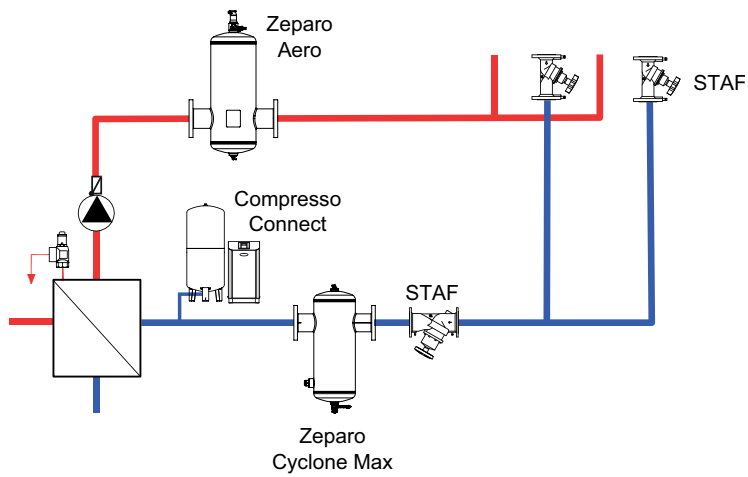 Zeparo
Aero
STAF
Compresso
Connect
STAF
Zeparo
Cyclone Max